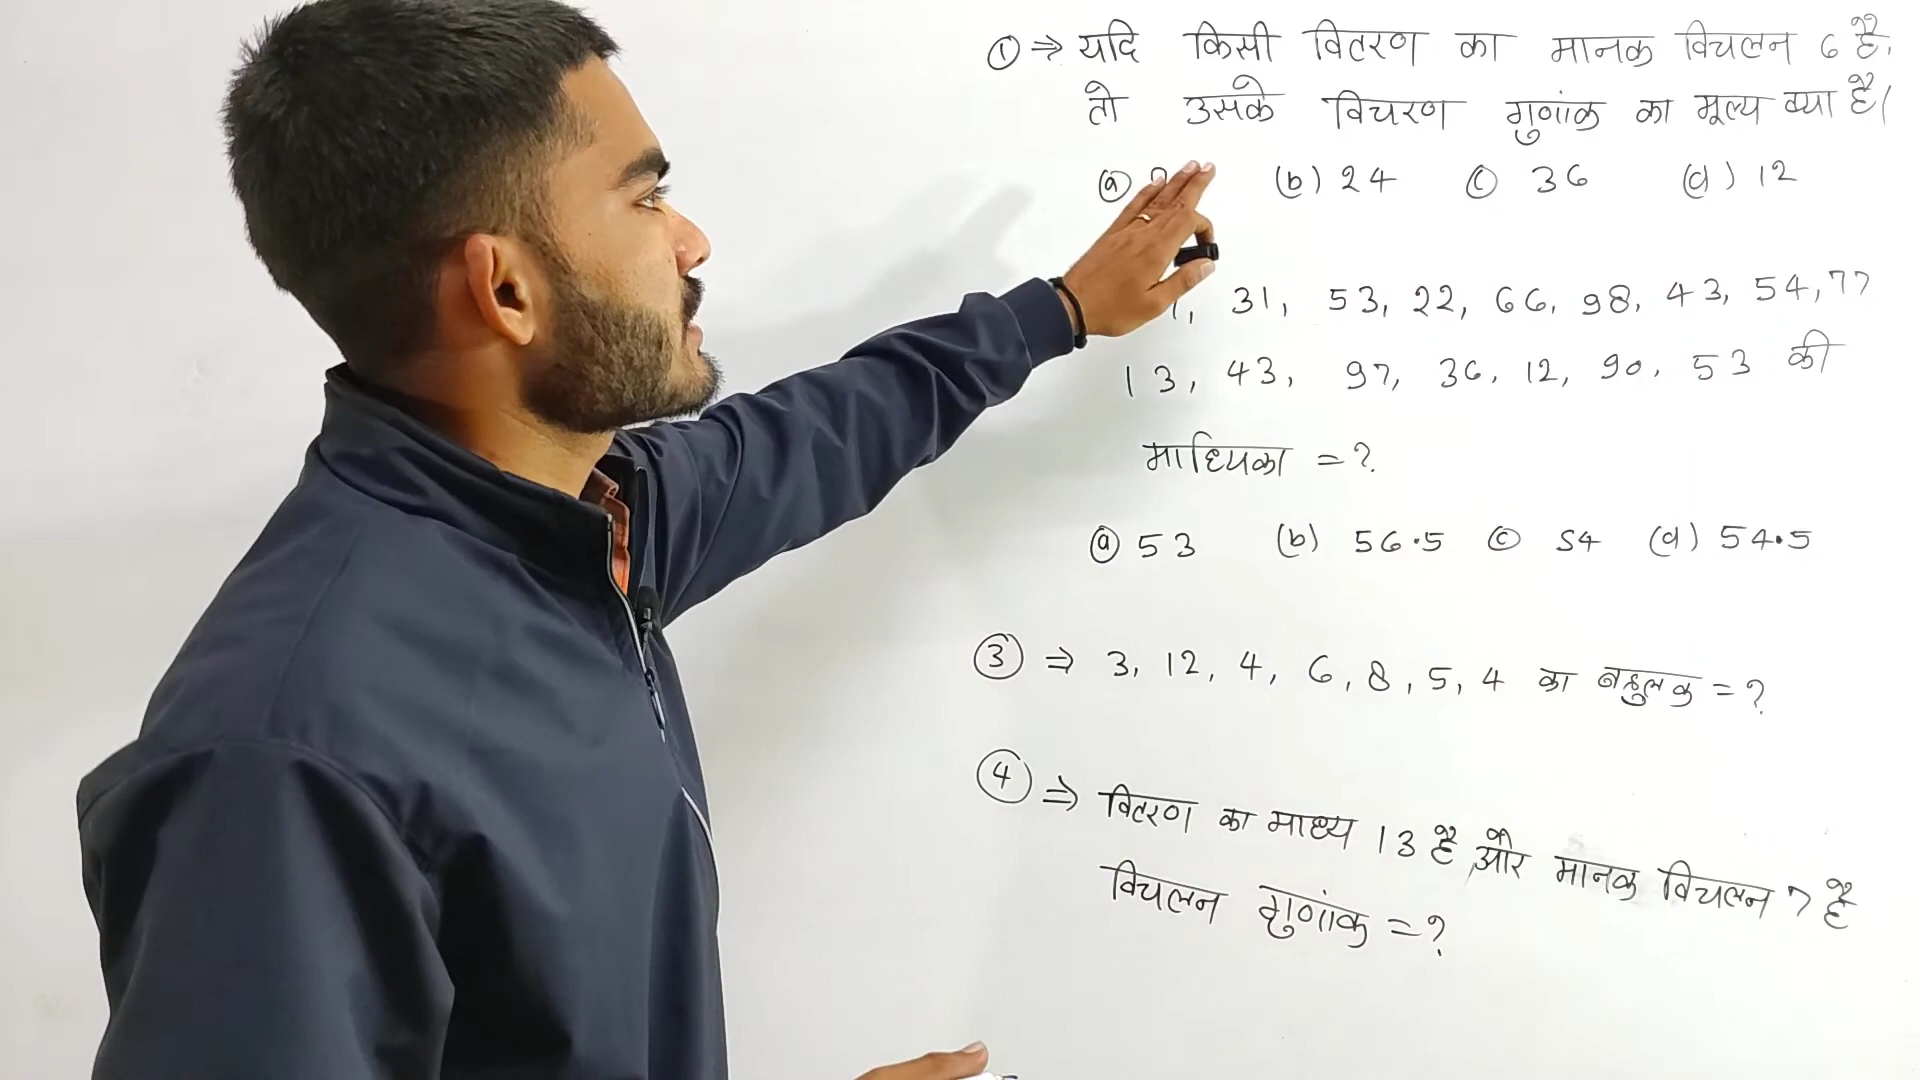 ① ⇒ यदि किसी वितरण का मानक विचलन 6 है,
तो उसके विचरण गुणांक का मूल्य क्या है।
(a) (b) 24 (c) 36 (d) 12
31, 53, 22, 66, 98, 43, 54, 77
13, 43, 97, 36, 12, 90, 53 की
माध्यिका = ?
(a) 53 (b) 56.5 (c) 54 (d) 54.5
③ ⇒ 3, 12, 4, 6, 8, 5, 4 का बहुलक = ?
④ ⇒ वितरण का माध्य 13 है और मानक विचलन 7 है
विचलन गुणांक = ?